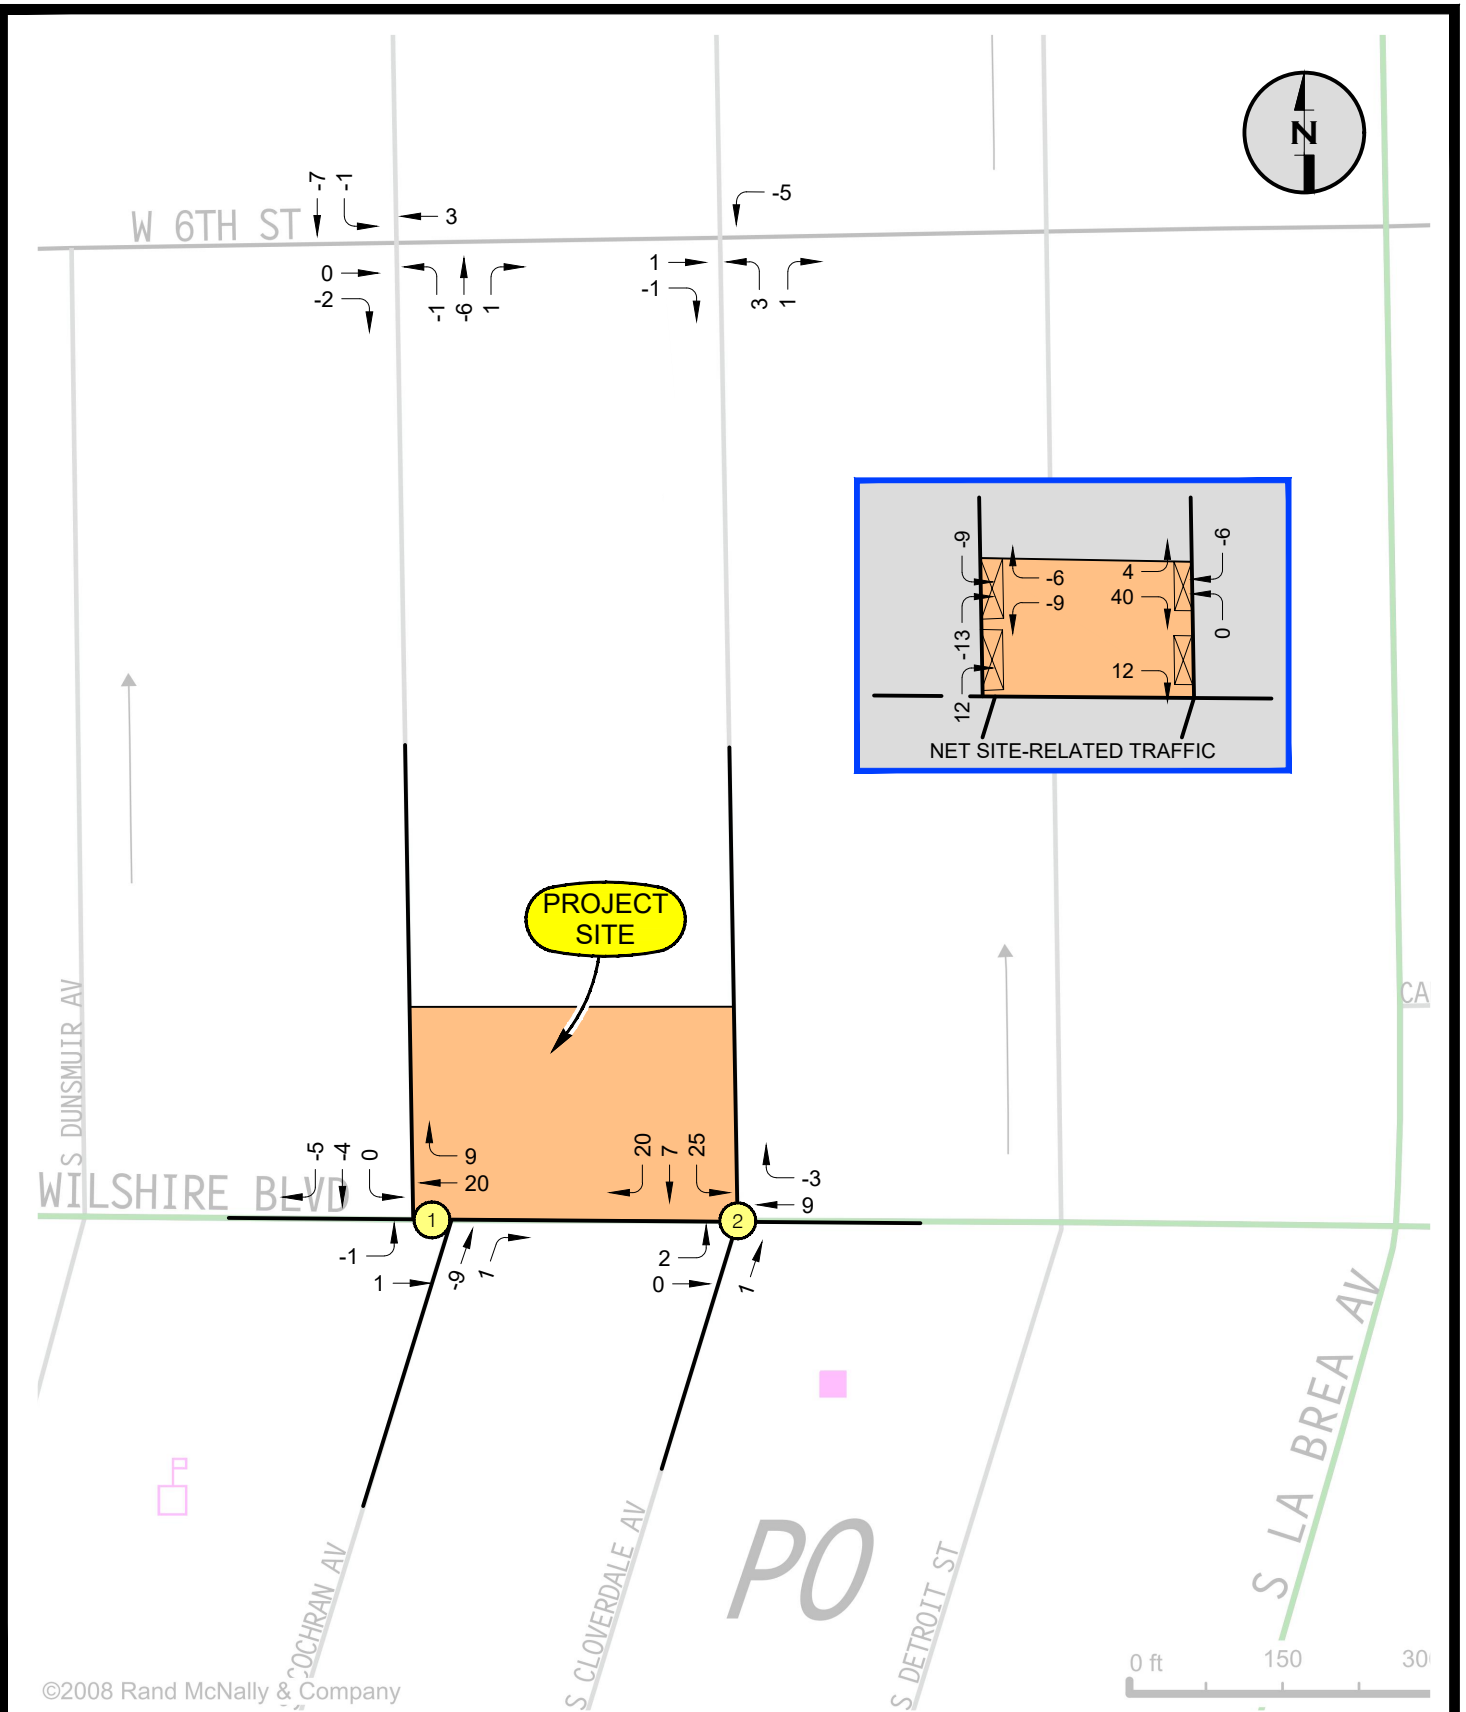 N
-7
-1
3
-5
W 6TH ST
0
-2
-1
-6
1
1
-1
3
1
-9
-6
-9
-13
12
4
40
12
-6
0
NET SITE-RELATED TRAFFIC
PROJECT
SITE
S DUNSMUIR AV
CA
WILSHIRE BLVD
-5
-4
0
9
20
20
7
25
-3
9
1
2
-1
1
-9
1
2
0
1
S LA BREA AV
COCHRAN AV
S CLOVERDALE AV
PO
S DETROIT ST
©2008 Rand McNally & Company
0 ft
150